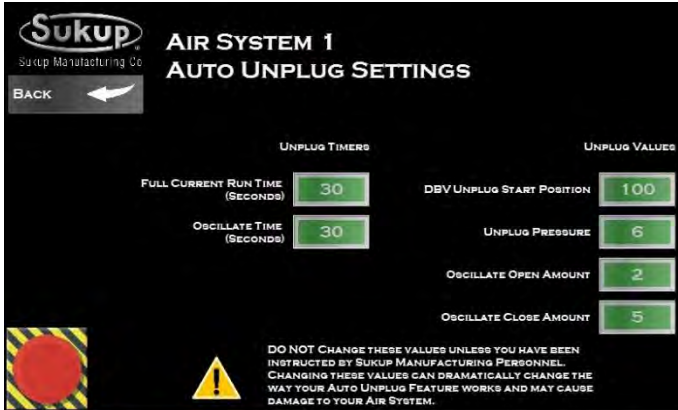 Sukup
Sukup Manufacturing Co
AIR SYSTEM 1
AUTO UNPLUG SETTINGS
BACK
UNPLUG TIMERS
UNPLUG VALUES
FULL CURRENT RUN TIME
(SECONDS)
30
DBV UNPLUG START POSITION
100
OSCILLATE TIME
(SECONDS)
30
UNPLUG PRESSURE
6
OSCILLATE OPEN AMOUNT
2
OSCILLATE CLOSE AMOUNT
5
DO NOT CHANGE THESE VALUES UNLESS YOU HAVE BEEN
INSTRUCTED BY SUKUP MANUFACTURING PERSONNEL.
CHANGING THESE VALUES CAN DRAMATICALLY CHANGE THE
WAY YOUR AUTO UNPLUG FEATURE WORKS AND MAY CAUSE
DAMAGE TO YOUR AIR SYSTEM.